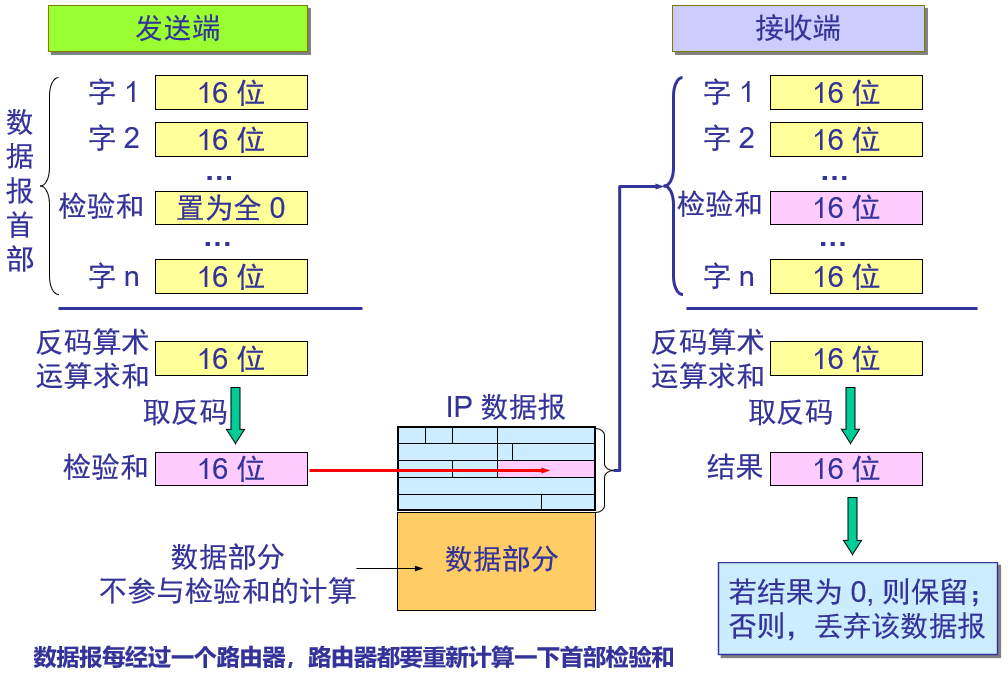 发送端
数据报首部
字 1
16 位
字 2
16 位
...
检验和
置为全 0
...
字 n
16 位
反码算术
运算求和
16 位
取反码
检验和
16 位
IP 数据报
数据部分
数据部分
不参与检验和的计算
接收端
字 1
16 位
字 2
16 位
...
检验和
16 位
...
字 n
16 位
反码算术
运算求和
16 位
取反码
结果
16 位
若结果为 0, 则保留；
否则，丢弃该数据报
数据报每经过一个路由器，路由器都要重新计算一下首部检验和